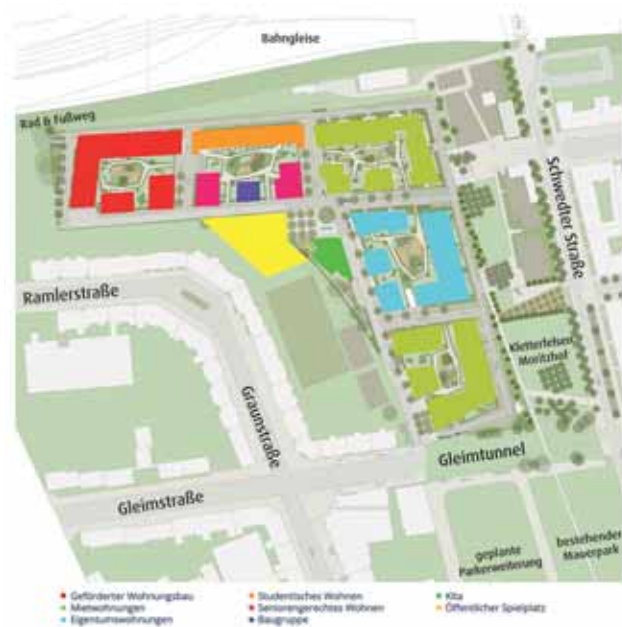 Bahngleise
Rad & Fußweg
Schwedter Straße
Ramlerstraße
Graunstraße
Kletterfelsen
Moritzhof
Gleimtunnel
Gleimstraße
geplante
Parkerweiterung
bestehender
Mauerpark
Geförderter Wohnungsbau
Mietwohnungen
Eigentumswohnungen
Studentisches Wohnen
Seniorengerechtes Wohnen
Baugruppe
Kita
Öffentlicher Spielplatz